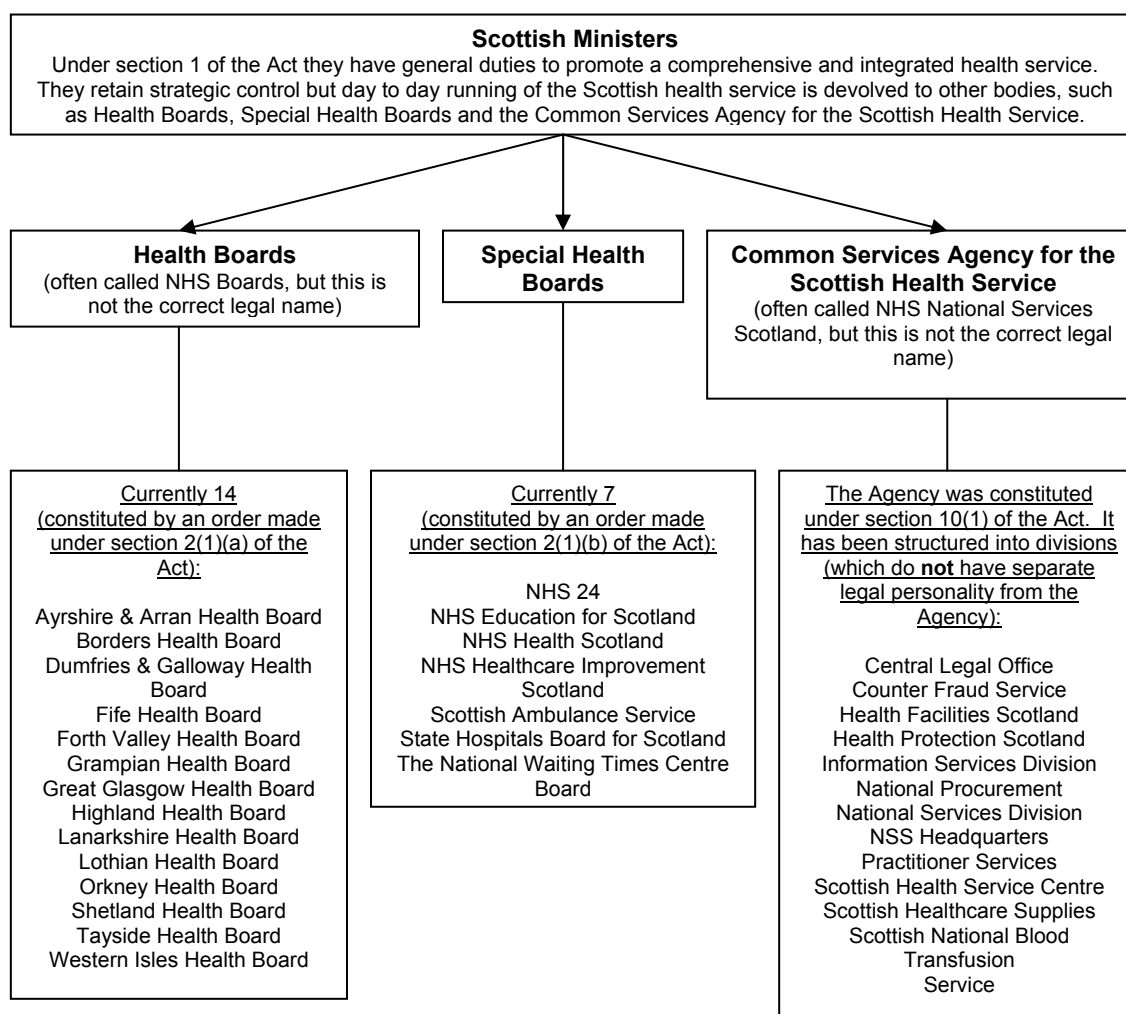 Scottish Ministers
Under section 1 of the Act they have general duties to promote a comprehensive and integrated health service.
They retain strategic control but day to day running of the Scottish health service is devolved to other bodies, such
as Health Boards, Special Health Boards and the Common Services Agency for the Scottish Health Service.
Health Boards
(often called NHS Boards, but this is
not the correct legal name)
Special Health
Boards
Common Services Agency for the
Scottish Health Service
(often called NHS National Services
Scotland, but this is not the correct legal
name)
Currently 14
(constituted by an order made
under section 2(1)(a) of the
Act):
Ayrshire & Arran Health Board
Borders Health Board
Dumfries & Galloway Health
Board
Fife Health Board
Forth Valley Health Board
Grampian Health Board
Great Glasgow Health Board
Highland Health Board
Lanarkshire Health Board
Lothian Health Board
Orkney Health Board
Shetland Health Board
Tayside Health Board
Western Isles Health Board
Currently 7
(constituted by an order made
under section 2(1)(b) of the Act):
NHS 24
NHS Education for Scotland
NHS Health Scotland
NHS Healthcare Improvement
Scotland
Scottish Ambulance Service
State Hospitals Board for Scotland
The National Waiting Times Centre
Board
The Agency was constituted
under section 10(1) of the Act. It
has been structured into divisions
(which do not have separate
legal personality from the
Agency):
Central Legal Office
Counter Fraud Service
Health Facilities Scotland
Health Protection Scotland
Information Services Division
National Procurement
National Services Division
NSS Headquarters
Practitioner Services
Scottish Health Service Centre
Scottish Healthcare Supplies
Scottish National Blood
Transfusion
Service